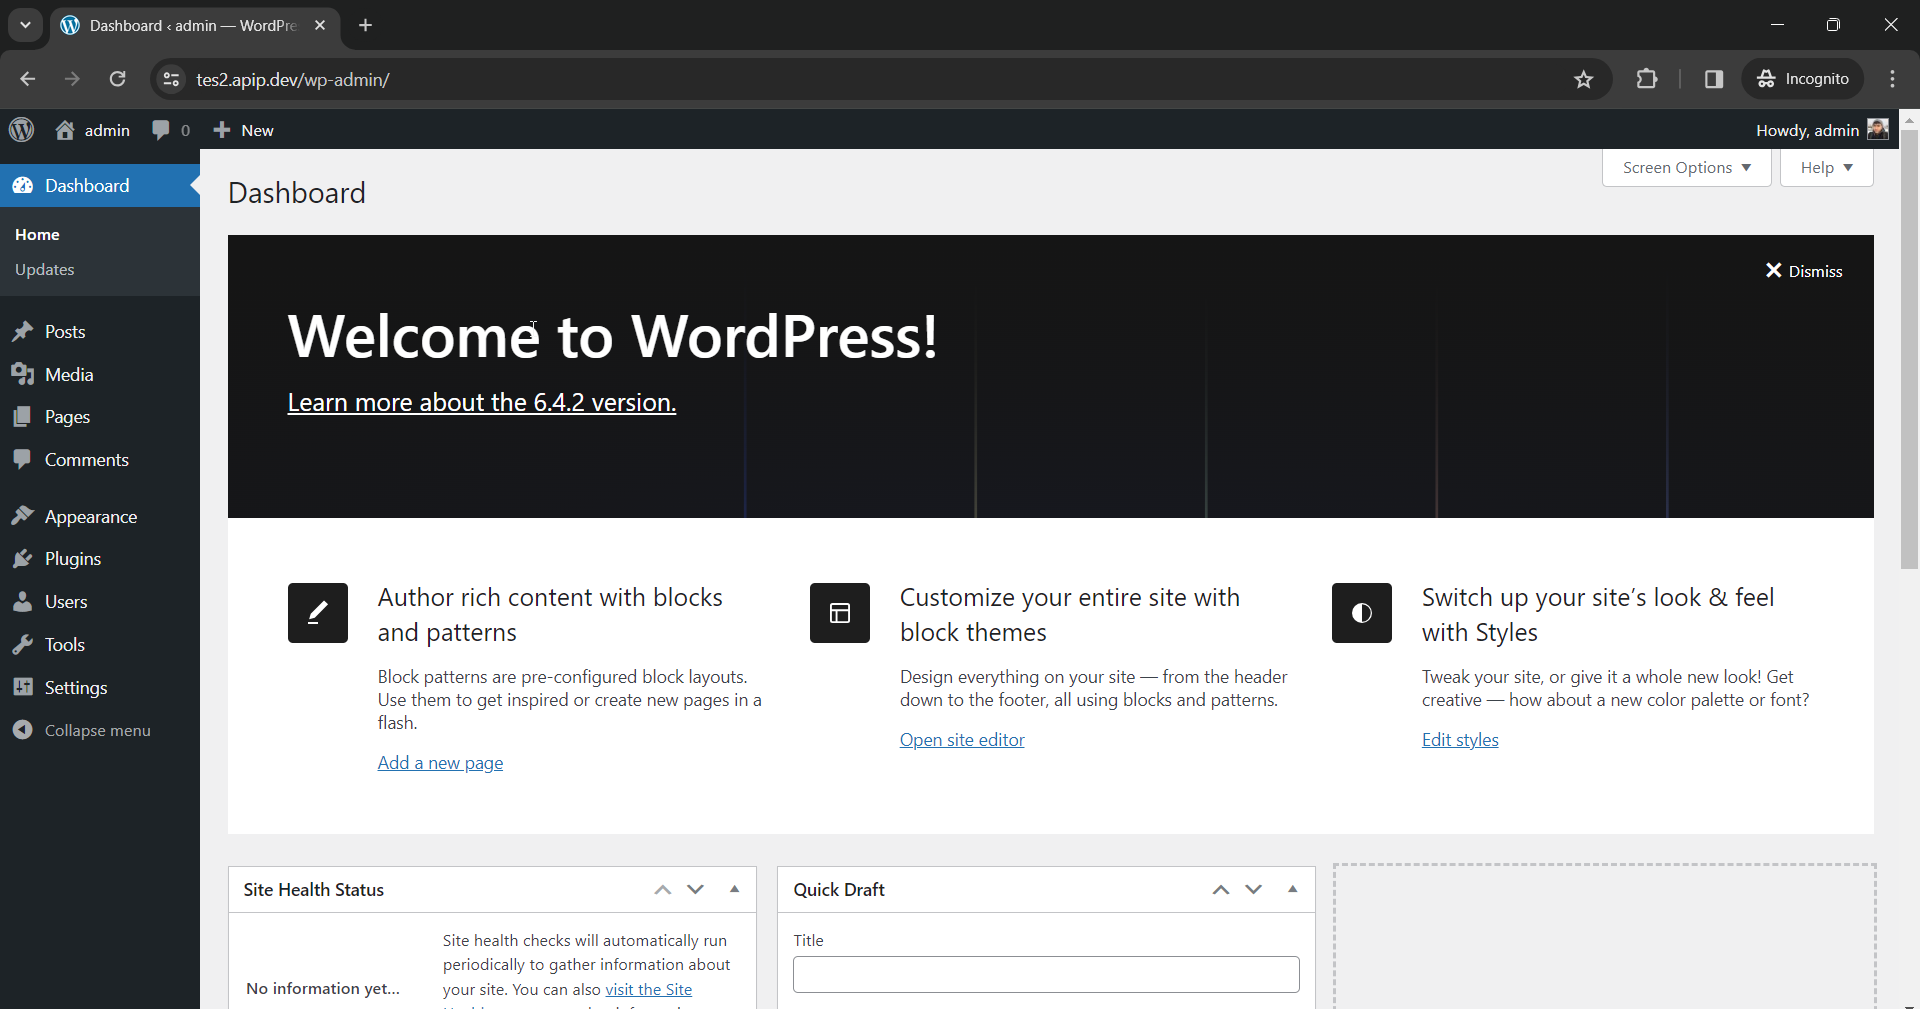 Dashboard ‹ admin — WordPre
tes2.apip.dev/wp-admin/
Incognito
admin
0
New
Howdy, admin
Dashboard
Home
Updates
Posts
Media
Pages
Comments
Appearance
Plugins
Users
Tools
Settings
Collapse menu
Screen Options
Help
Dashboard
Dismiss
Welcome to WordPress!
Learn more about the 6.4.2 version.
Author rich content with blocks
and patterns
Block patterns are pre-configured block layouts.
Use them to get inspired or create new pages in a
flash.
Add a new page
Customize your entire site with
block themes
Design everything on your site — from the header
down to the footer, all using blocks and patterns.
Open site editor
Switch up your site’s look & feel
with Styles
Tweak your site, or give it a whole new look! Get
creative — how about a new color palette or font?
Edit styles
Site Health Status
No information yet...
Site health checks will automatically run
periodically to gather information about
your site. You can also visit the Site
Quick Draft
Title